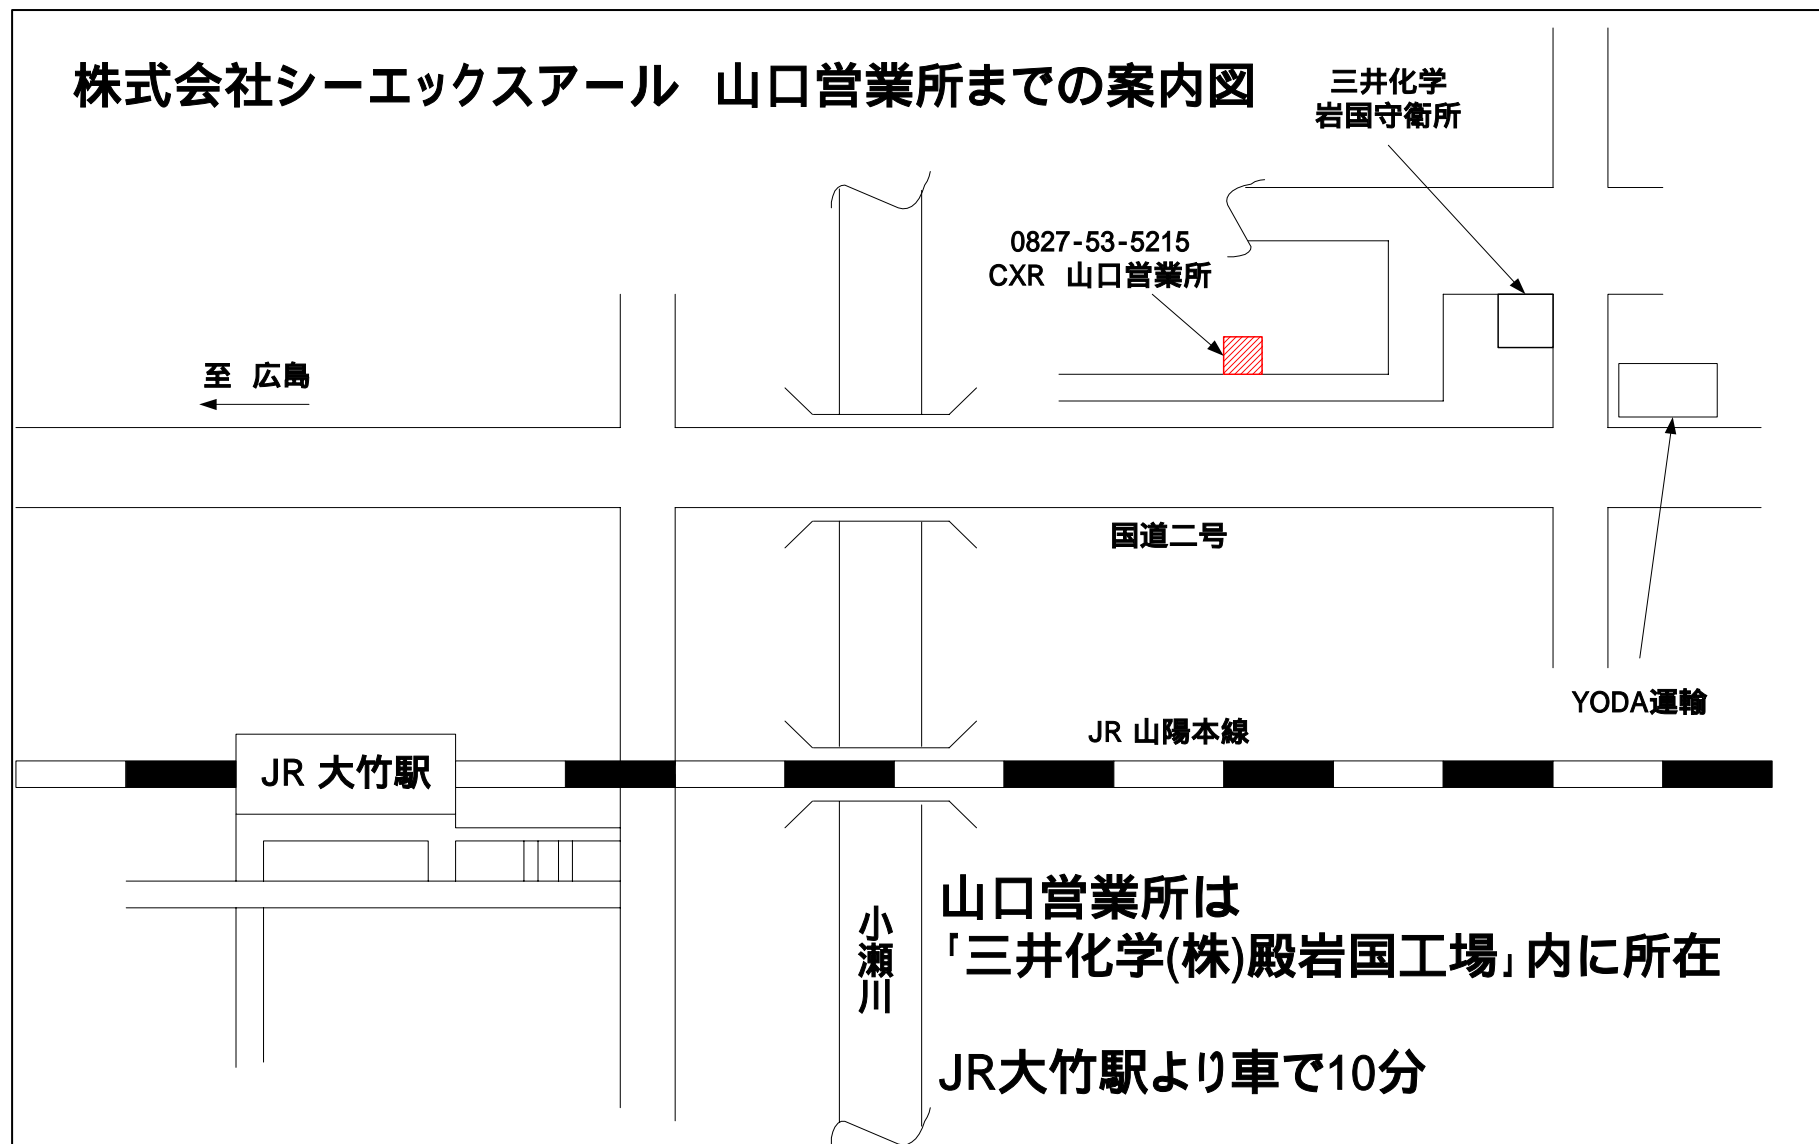 株式会社シーエックスアール　山口営業所までの案内図
三井化学
岩国守衛所
0827-53-5215
CXR　山口営業所
至　広島
国道二号
YODA運輸
JR 山陽本線
JR 大竹駅
小瀬川
山口営業所は
「三井化学(株)殿岩国工場」内に所在
JR大竹駅より車で10分